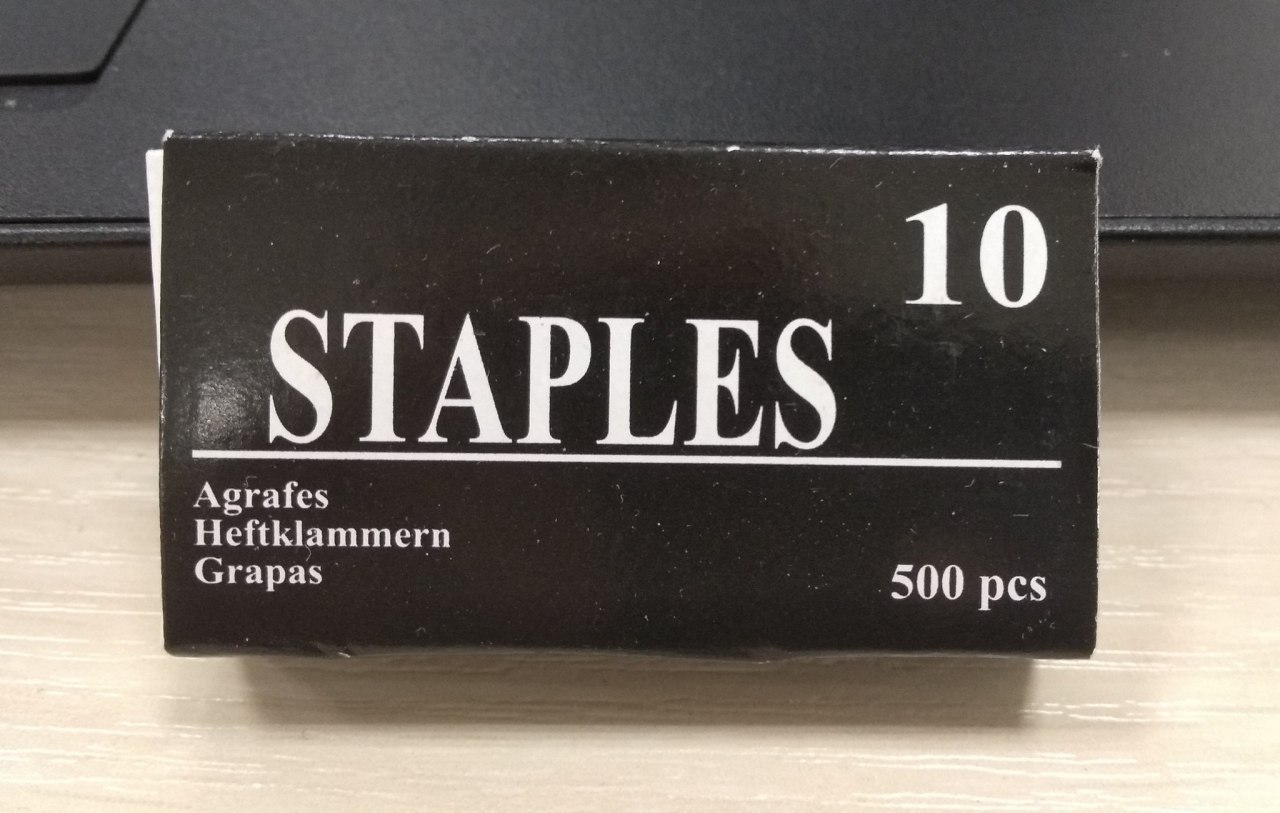 10
STAPLES
Agrafes
Heftklammern
Grapas
500 pcs